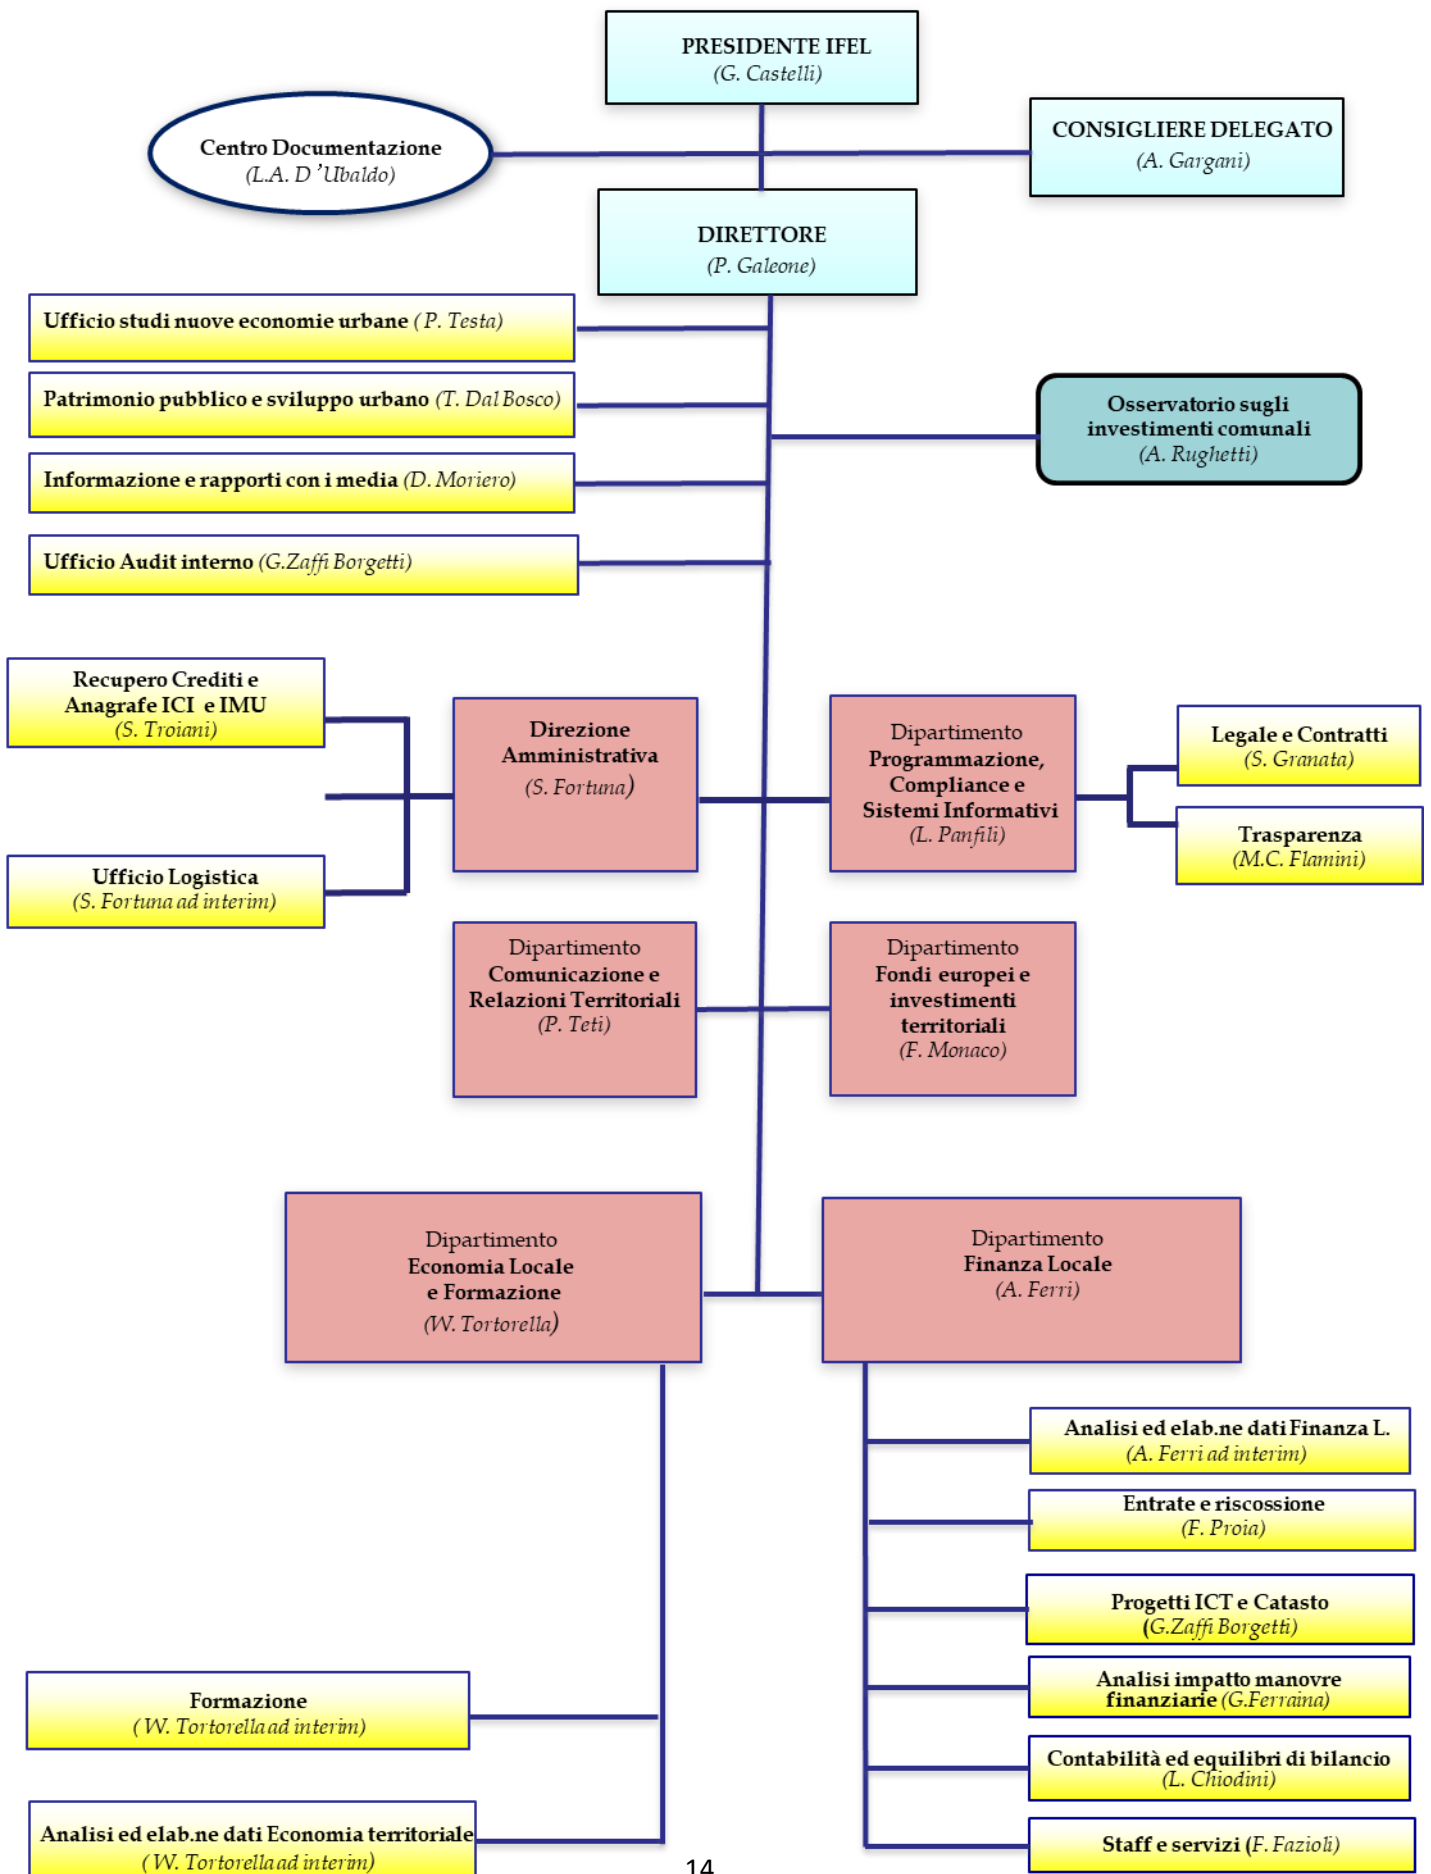 PRESIDENTE IFEL
(G. Castelli)
Centro Documentazione
(L.A. D 'Ubaldo)
CONSIGLIERE DELEGATO
(A. Gargani)
DIRETTORE
(P. Galeone)
Ufficio studi nuove economie urbane ( P. Testa)
Patrimonio pubblico e sviluppo urbano (T. Dal Bosco)
Informazione e rapporti con i media (D. Moriero)
Ufficio Audit interno (G.Zaffi Borgetti)
Osservatorio sugli
investimenti comunali
(A. Rughetti)
Recupero Crediti e
Anagrafe ICI e IMU
(S. Troiani)
Ufficio Logistica
(S. Fortuna ad interim)
Direzione
Amministrativa
(S. Fortuna)
Dipartimento
Programmazione,
Compliance e
Sistemi Informativi
(L. Panfili)
Legale e Contratti
(S. Granata)
Trasparenza
(M.C. Flamini)
Dipartimento
Comunicazione e
Relazioni Territoriali
(P. Teti)
Dipartimento
Fondi europei e
investimenti
territoriali
(F. Monaco)
Dipartimento
Economia Locale
e Formazione
(W. Tortorella)
Dipartimento
Finanza Locale
(A. Ferri)
Formazione
( W. Tortorella ad interim)
Analisi ed elab.ne dati Economia territoriale
( W. Tortorella ad interim)
Analisi ed elab.ne dati Finanza L.
(A. Ferri ad interim)
Entrate e riscossione
(F. Proia)
Progetti ICT e Catasto
(G.Zaffi Borgetti)
Analisi impatto manovre
finanziarie (G.Ferraina)
Contabilità ed equilibri di bilancio
(L. Chiodini)
Staff e servizi (F. Fazioli)
14